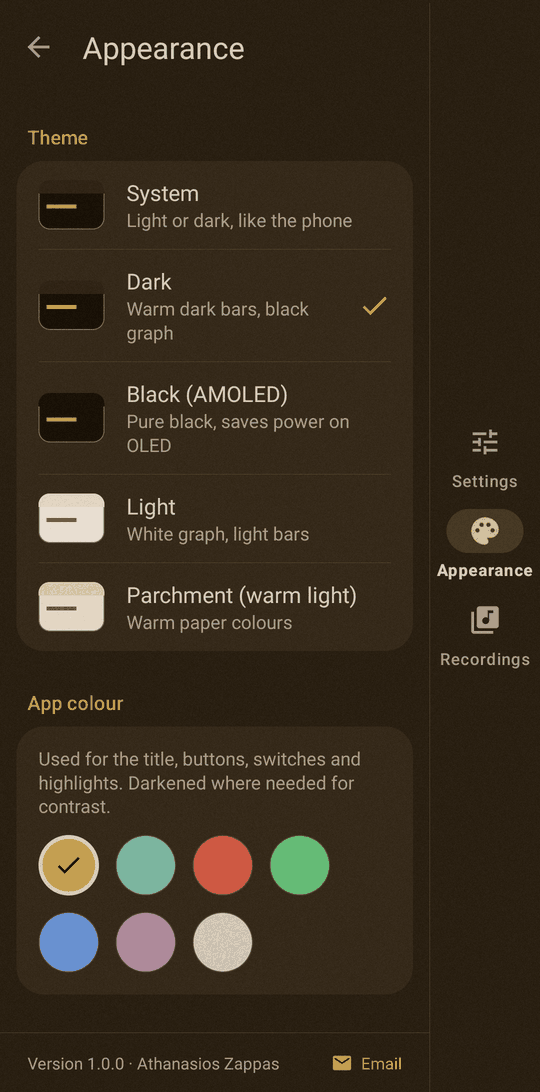 Appearance
Theme
System
Light or dark, like the phone
Dark
Warm dark bars, black
graph
Black (AMOLED)
Pure black, saves power on
OLED
Light
White graph, light bars
Parchment (warm light)
Warm paper colours
App colour
Used for the title, buttons, switches and
highlights. Darkened where needed for
contrast.
Version 1.0.0 · Athanasios Zappas
Email
Settings
Appearance
Recordings